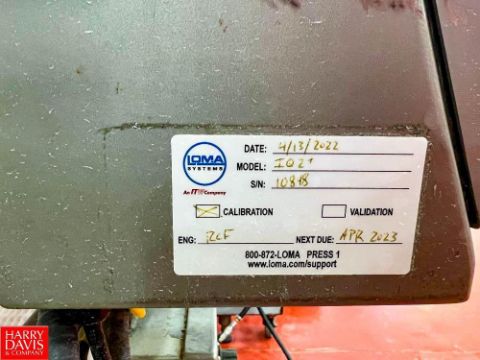 LOMA
SYSTEMS
An ITW Company
DATE: 4/13/2022
MODEL: IQ2+
S/N: 10818
CALIBRATION VALIDATION
ENG: NEXT DUE: APR 2023
800-872-LOMA PRESS 1
www.loma.com/support
HARRY
DAVIS
& COMPANY